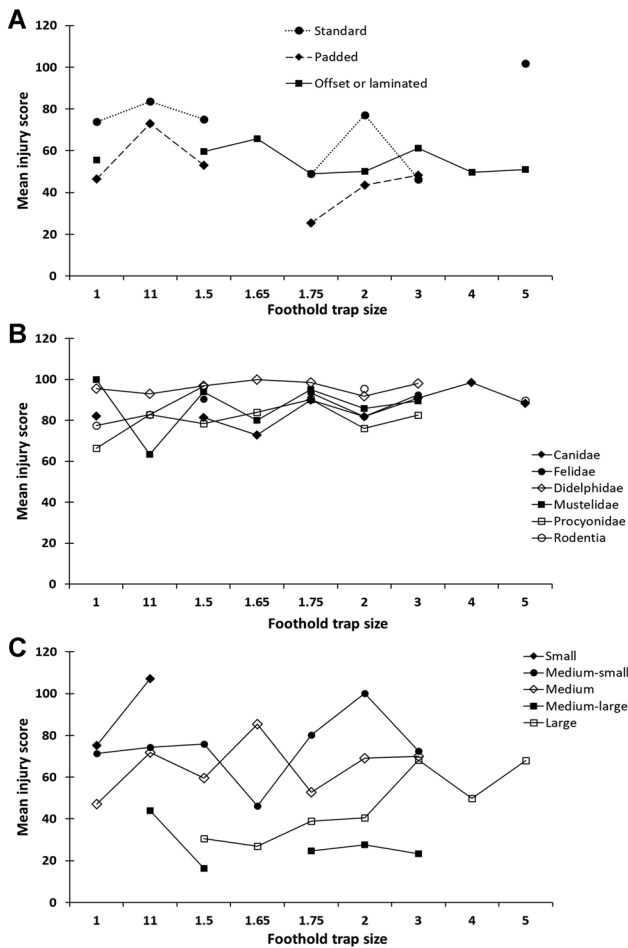 A
120
100
80
60
40
20
0
Mean injury score
Standard
Padded
Offset or laminated
1 11 1.5 1.65 1.75 2 3 4 5
Foothold trap size
B
120
100
80
60
40
20
0
Mean injury score
Canidae
Felidae
Didelphidae
Mustelidae
Procyonidae
Rodentia
1 11 1.5 1.65 1.75 2 3 4 5
Foothold trap size
C
120
100
80
60
40
20
0
Mean injury score
Small
Medium-small
Medium
Medium-large
Large
1 11 1.5 1.65 1.75 2 3 4 5
Foothold trap size